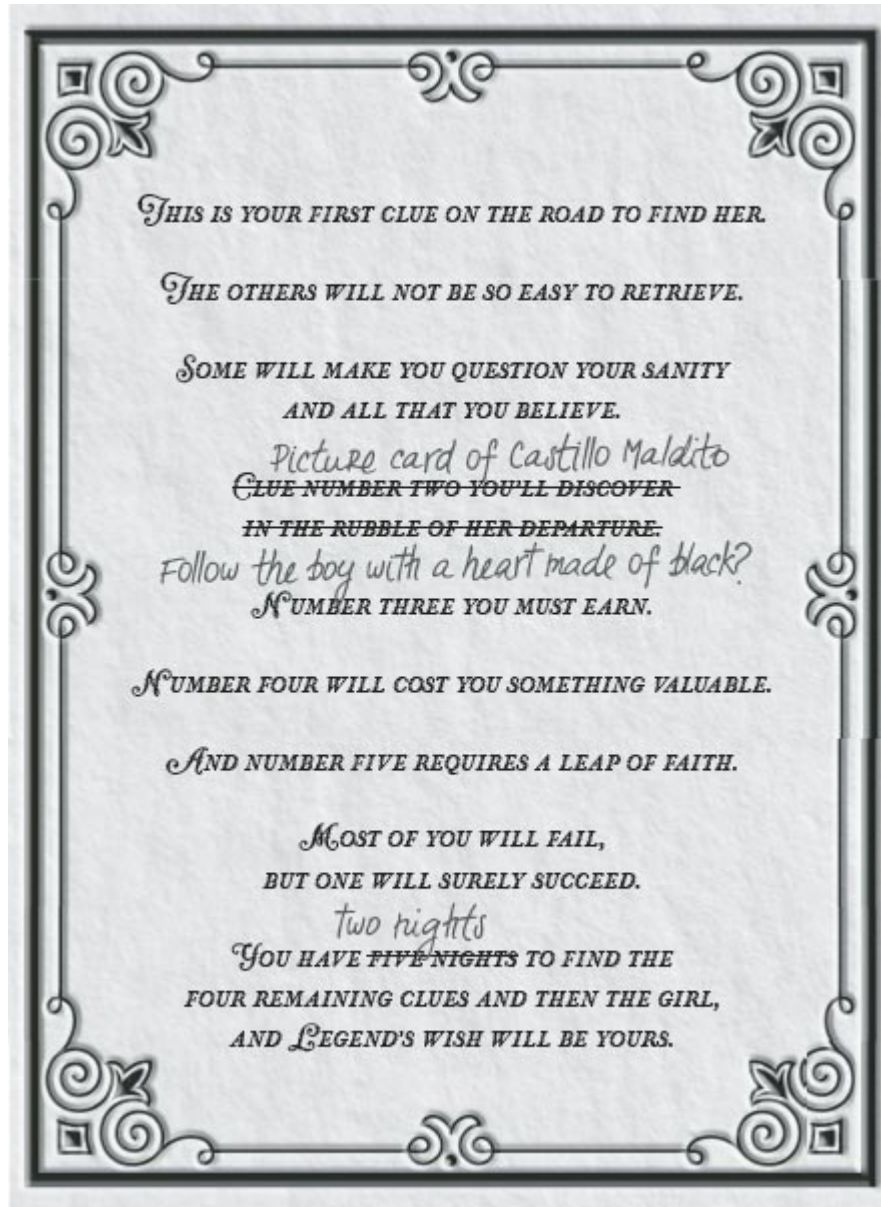 This is your first clue on the road to find her.
The others will not be so easy to retrieve.
Some will make you question your sanity
and all that you believe.
Picture card of Castillo Maldito
Clue number two you'll discover
in the rubble of her departure.
Follow the boy with a heart made of black?
Number three you must earn.
Number four will cost you something valuable.
And number five requires a leap of faith.
Most of you will fail,
but one will surely succeed.
two nights
You have five nights to find the
four remaining clues and then the girl,
and Legend's wish will be yours.